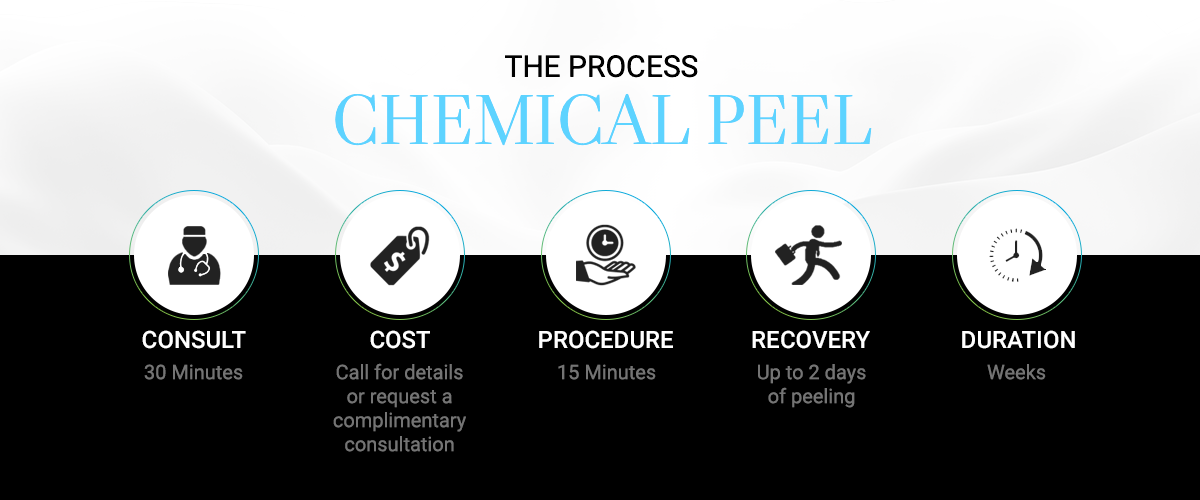 THE PROCESS
CHEMICAL PEEL
CONSULT
30 Minutes
COST
Call for details
or request a
complimentary
consultation
PROCEDURE
15 Minutes
RECOVERY
Up to 2 days
of peeling
DURATION
Weeks